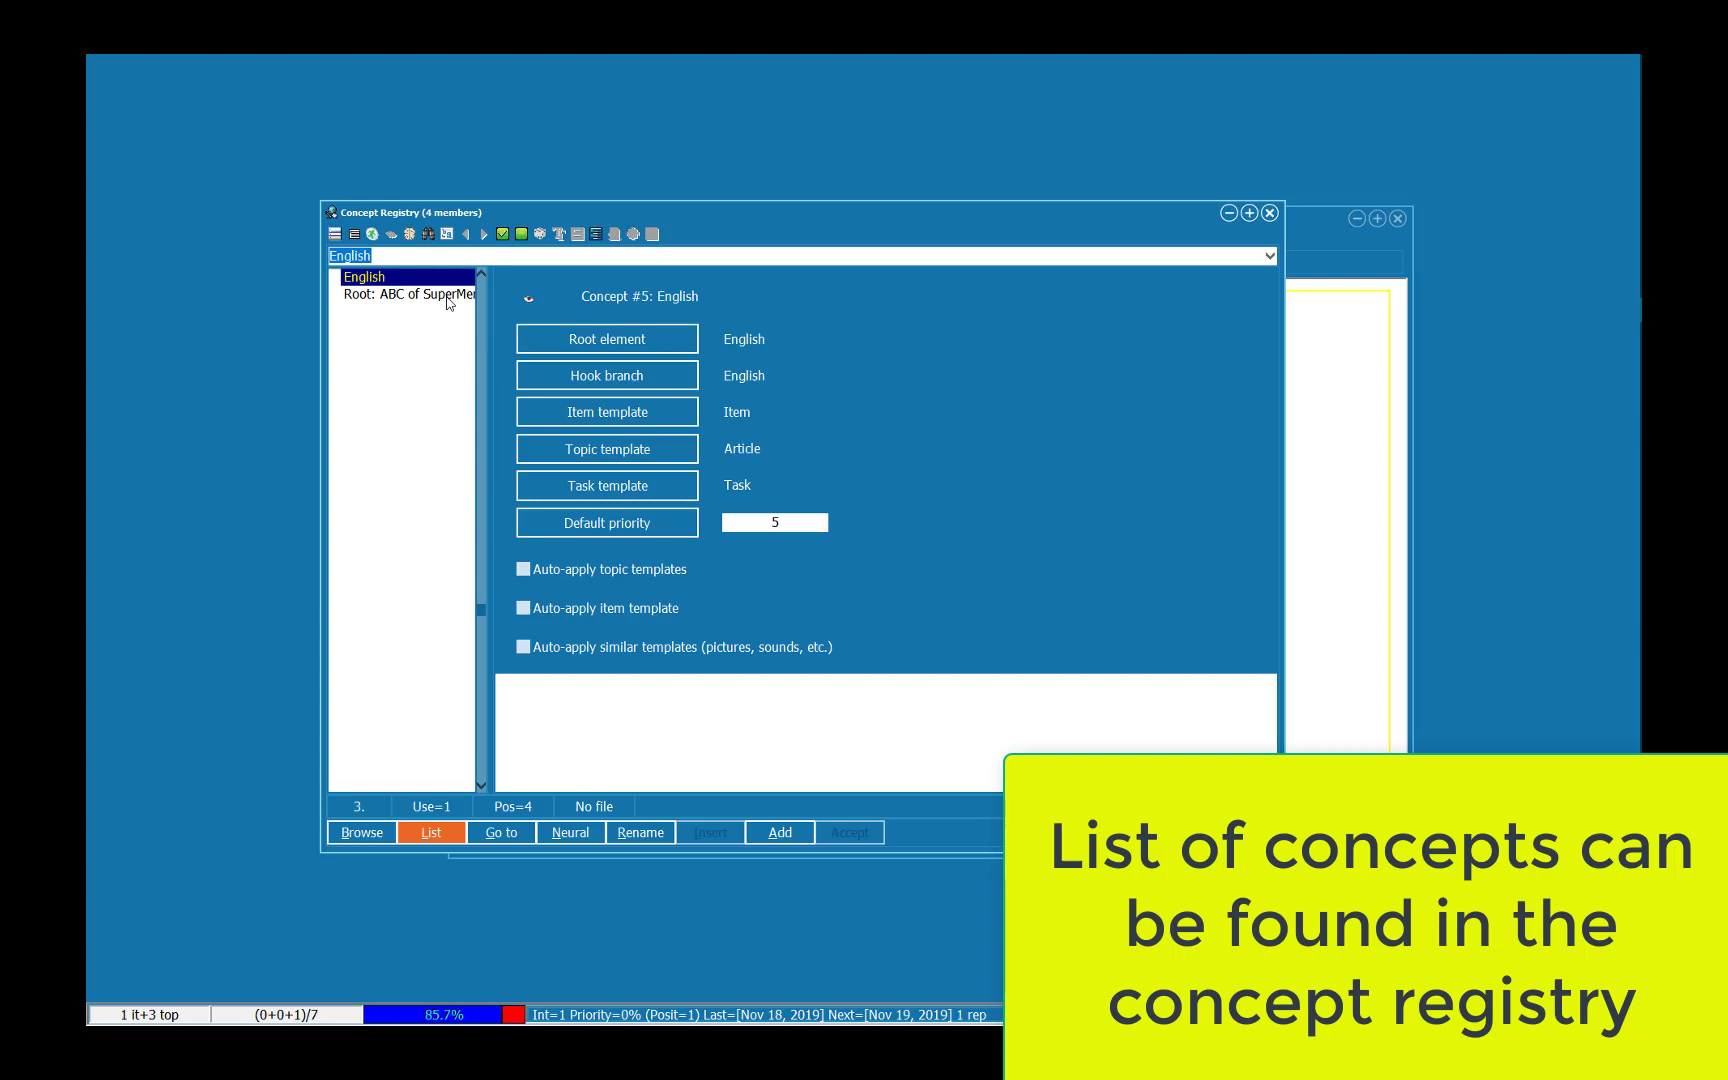 Concept Registry (4 members)
English
English
Root: ABC of SuperMe
Concept #5: English
Root element English
Hook branch English
Item template Item
Topic template Article
Task template Task
Default priority 5
Auto-apply topic templates
Auto-apply item template
Auto-apply similar templates (pictures, sounds, etc.)
3. Use=1 Pos=4 No file
Browse List Go to Neural Rename Insert Add Accept
List of concepts can
be found in the
concept registry
1 it+3 top (0+0+1)/7 85.7% Int=1 Priority=0% (Posit=1) Last=[Nov 18, 2019] Next=[Nov 19, 2019] 1 rep